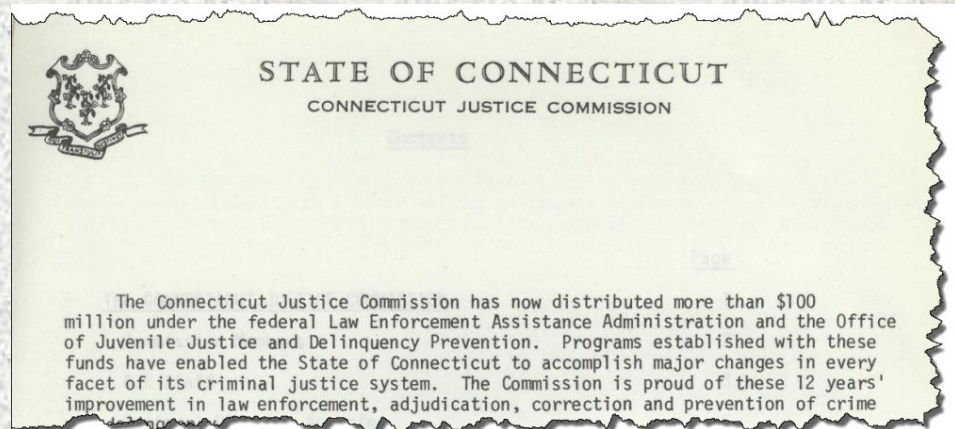 STATE OF CONNECTICUT
CONNECTICUT JUSTICE COMMISSION
Contents
Page
The Connecticut Justice Commission has now distributed more than $100
million under the federal Law Enforcement Assistance Administration and the Office
of Juvenile Justice and Delinquency Prevention. Programs established with these
funds have enabled the State of Connecticut to accomplish major changes in every
facet of its criminal justice system. The Commission is proud of these 12 years'
improvement in law enforcement, adjudication, correction and prevention of crime